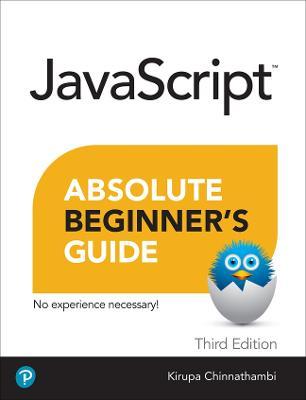 JavaScript™
ABSOLUTE
BEGINNER'S
GUIDE
No experience necessary!
Third Edition
P
Kirupa Chinnathambi